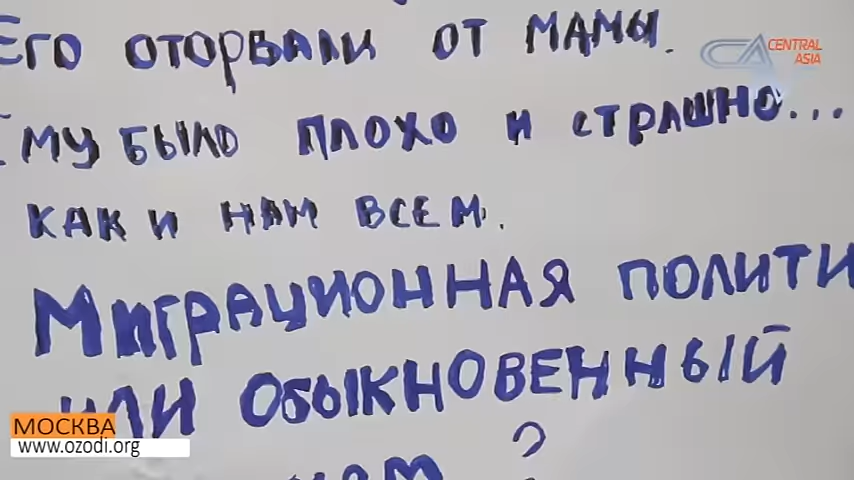 Его оторвали от мамы.
CENTRAL
ASIA
Ему было плохо и страшно...
как и нам всем.
Миграционная полити
или обыкновенный
?
МОСКВА
www.ozodi.org